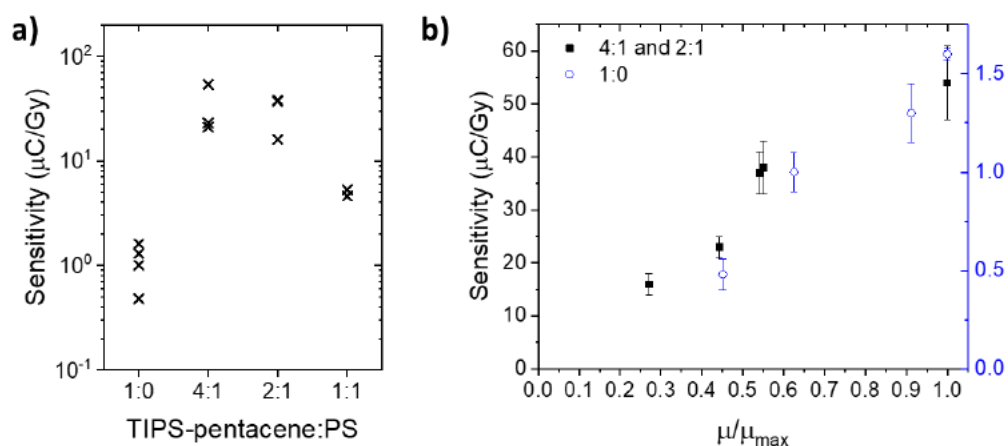 a)
Sensitivity (μC/Gy)
10²
10¹
10⁰
10⁻¹
1:0 4:1 2:1 1:1
TIPS-pentacene:PS
b)
4:1 and 2:1
1:0
Sensitivity (μC/Gy)
60
50
40
30
20
10
0
1.5
1.0
0.5
0.0
0.0 0.1 0.2 0.3 0.4 0.5 0.6 0.7 0.8 0.9 1.0
μ/μmax